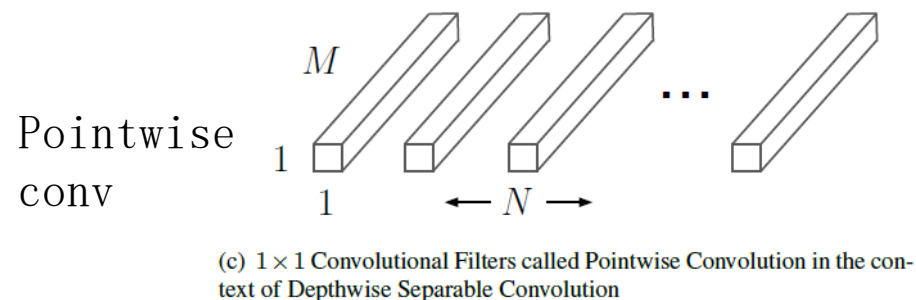 M
...
Pointwise
conv
1
1
N
(c) 1 × 1 Convolutional Filters called Pointwise Convolution in the con-
text of Depthwise Separable Convolution